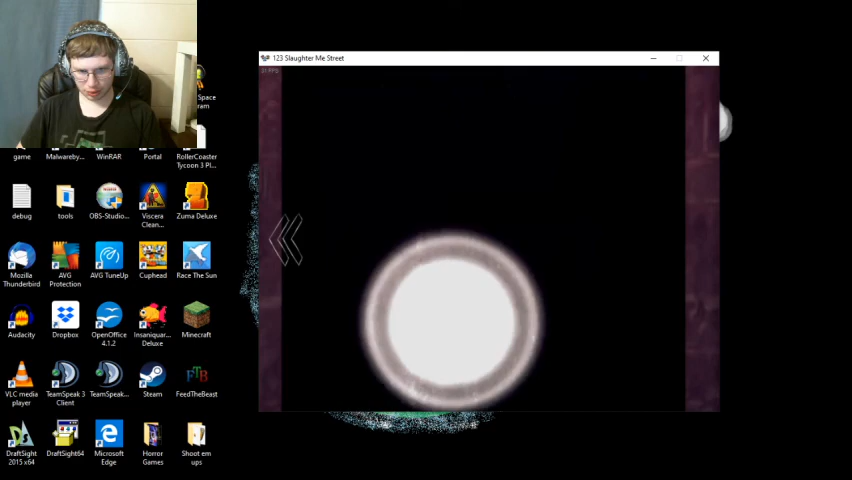 123 Slaughter Me Street
Space
ram
game
Malwareby...
WinRAR
Portal
RollerCoaster
Tycoon 3 Pl...
debug
tools
OBS-Studio...
Viscera
Clean...
Zuma Deluxe
Mozilla
Thunderbird
AVG
Protection
AVG TuneUp
Cuphead
Race The Sun
Audacity
Dropbox
OpenOffice
4.1.2
Insaniquar...
Deluxe
Minecraft
VLC media
player
TeamSpeak 3
Client
TeamSpeak...
Steam
FeedTheBeast
DraftSight
2015 x64
DraftSight64
Microsoft
Edge
Horror
Games
Shoot em
ups